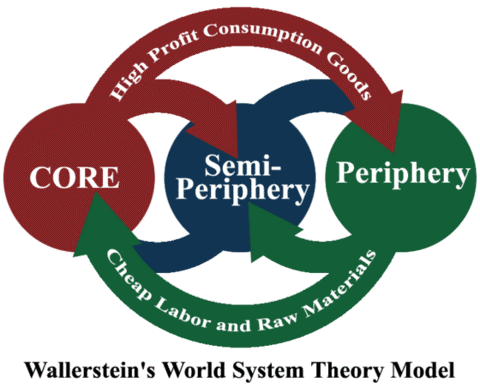 High Profit Consumption Goods
CORE
Semi-
Periphery
Periphery
Cheap Labor and Raw Materials
Wallerstein's World System Theory Model